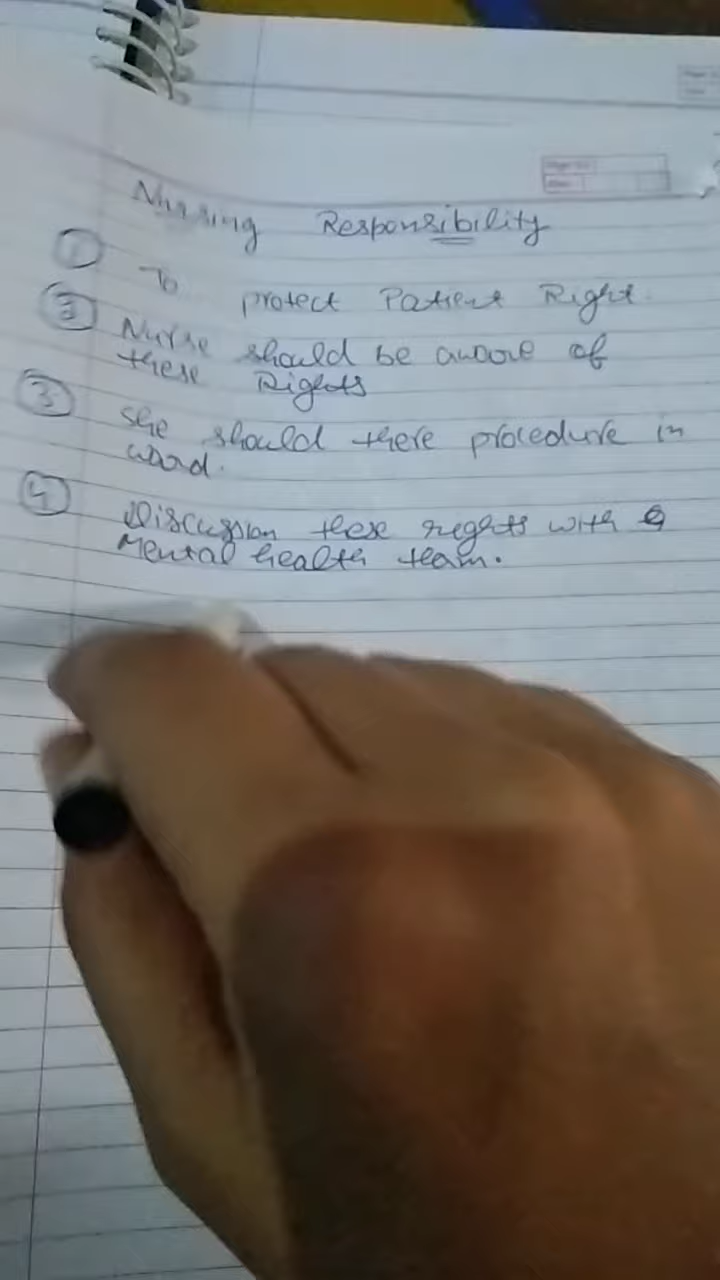 Nursing Responsibility
① To protect Patient Right.
② Nurse should be aware of
these Rights
③ she should there procedure in
ward.
④ Discussion these rights with
Mental health team.